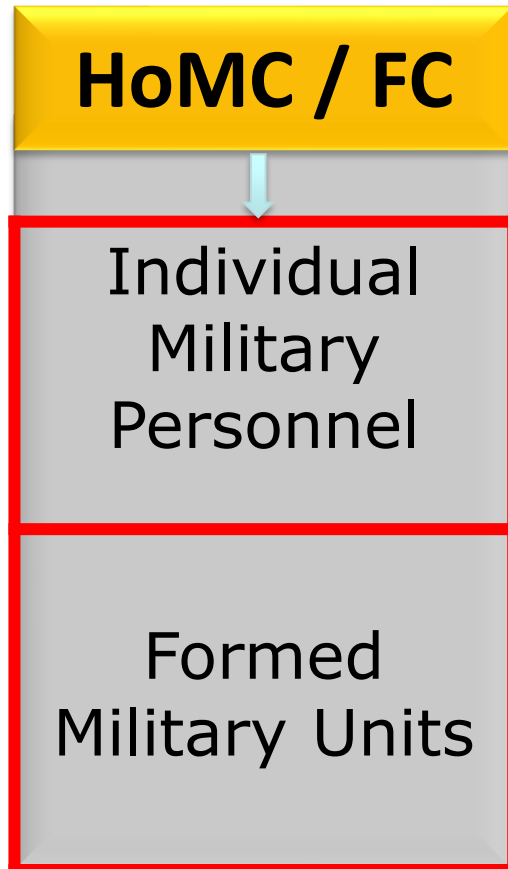 HoMC / FC
Individual
Military
Personnel
Formed
Military Units